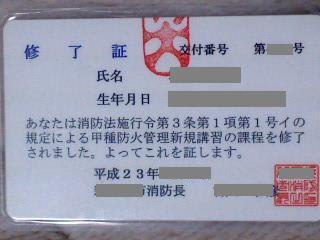 修了証 交付番号 第 号
氏名
生年月日
あなたは消防法施行令第3条第1項第1号イの
規定による甲種防火管理新規講習の課程を修了
されました。よってこれを証します。
平成23年
市消防長